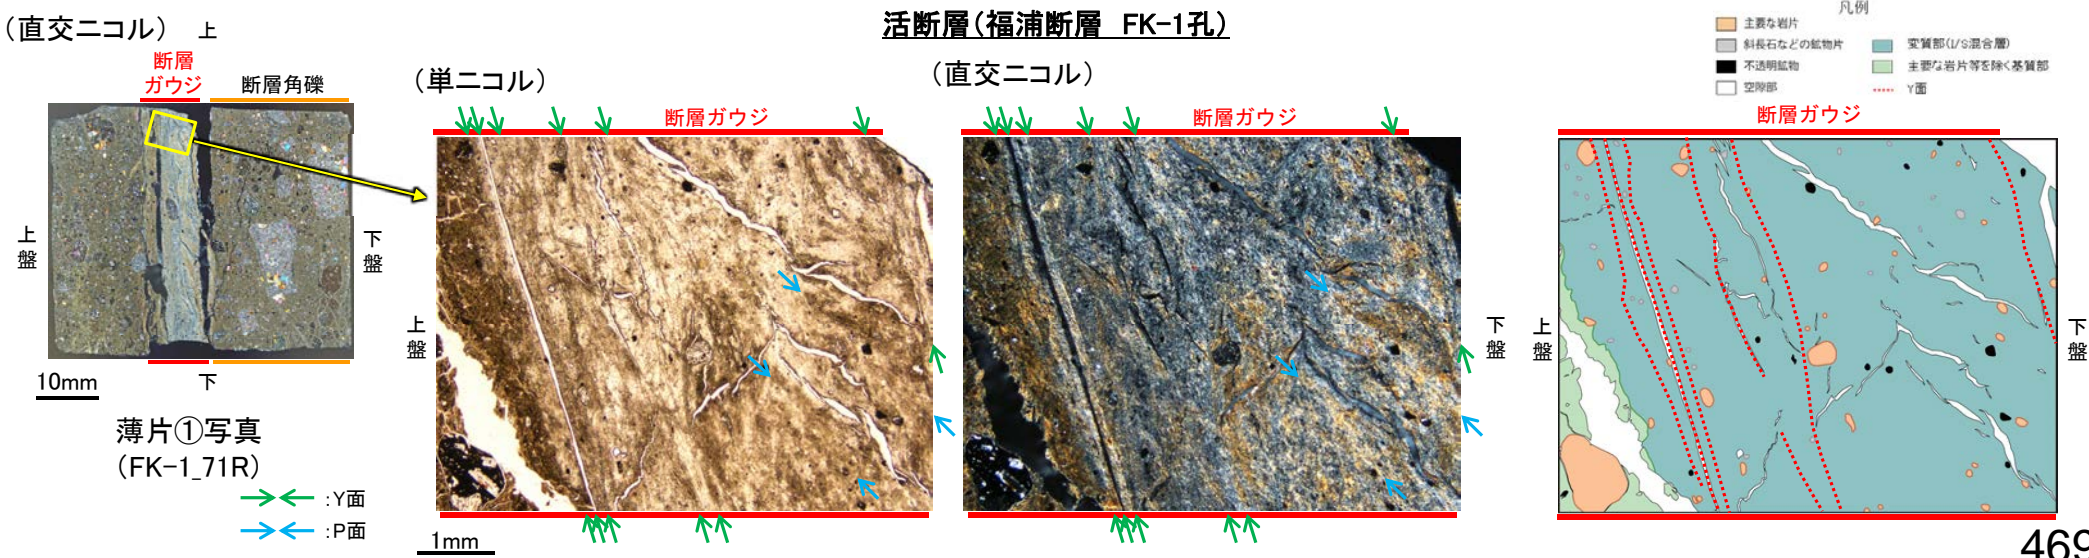 活断層(福浦断層 FK-1孔)
(直交ニコル)
上
断層
ガウジ
断層角礫
上
盤
下
盤
10mm
下
薄片①写真
(FK-1_71R)
:Y面
:P面
(単ニコル)
断層ガウジ
上
盤
1mm
(直交ニコル)
断層ガウジ
下
盤
凡例
主要な岩片
斜長石などの鉱物片
不透明鉱物
空隙部
変質部(I/S混合層)
主要な岩片等を除く基質部
Y面
断層ガウジ
上
盤
下
盤
469